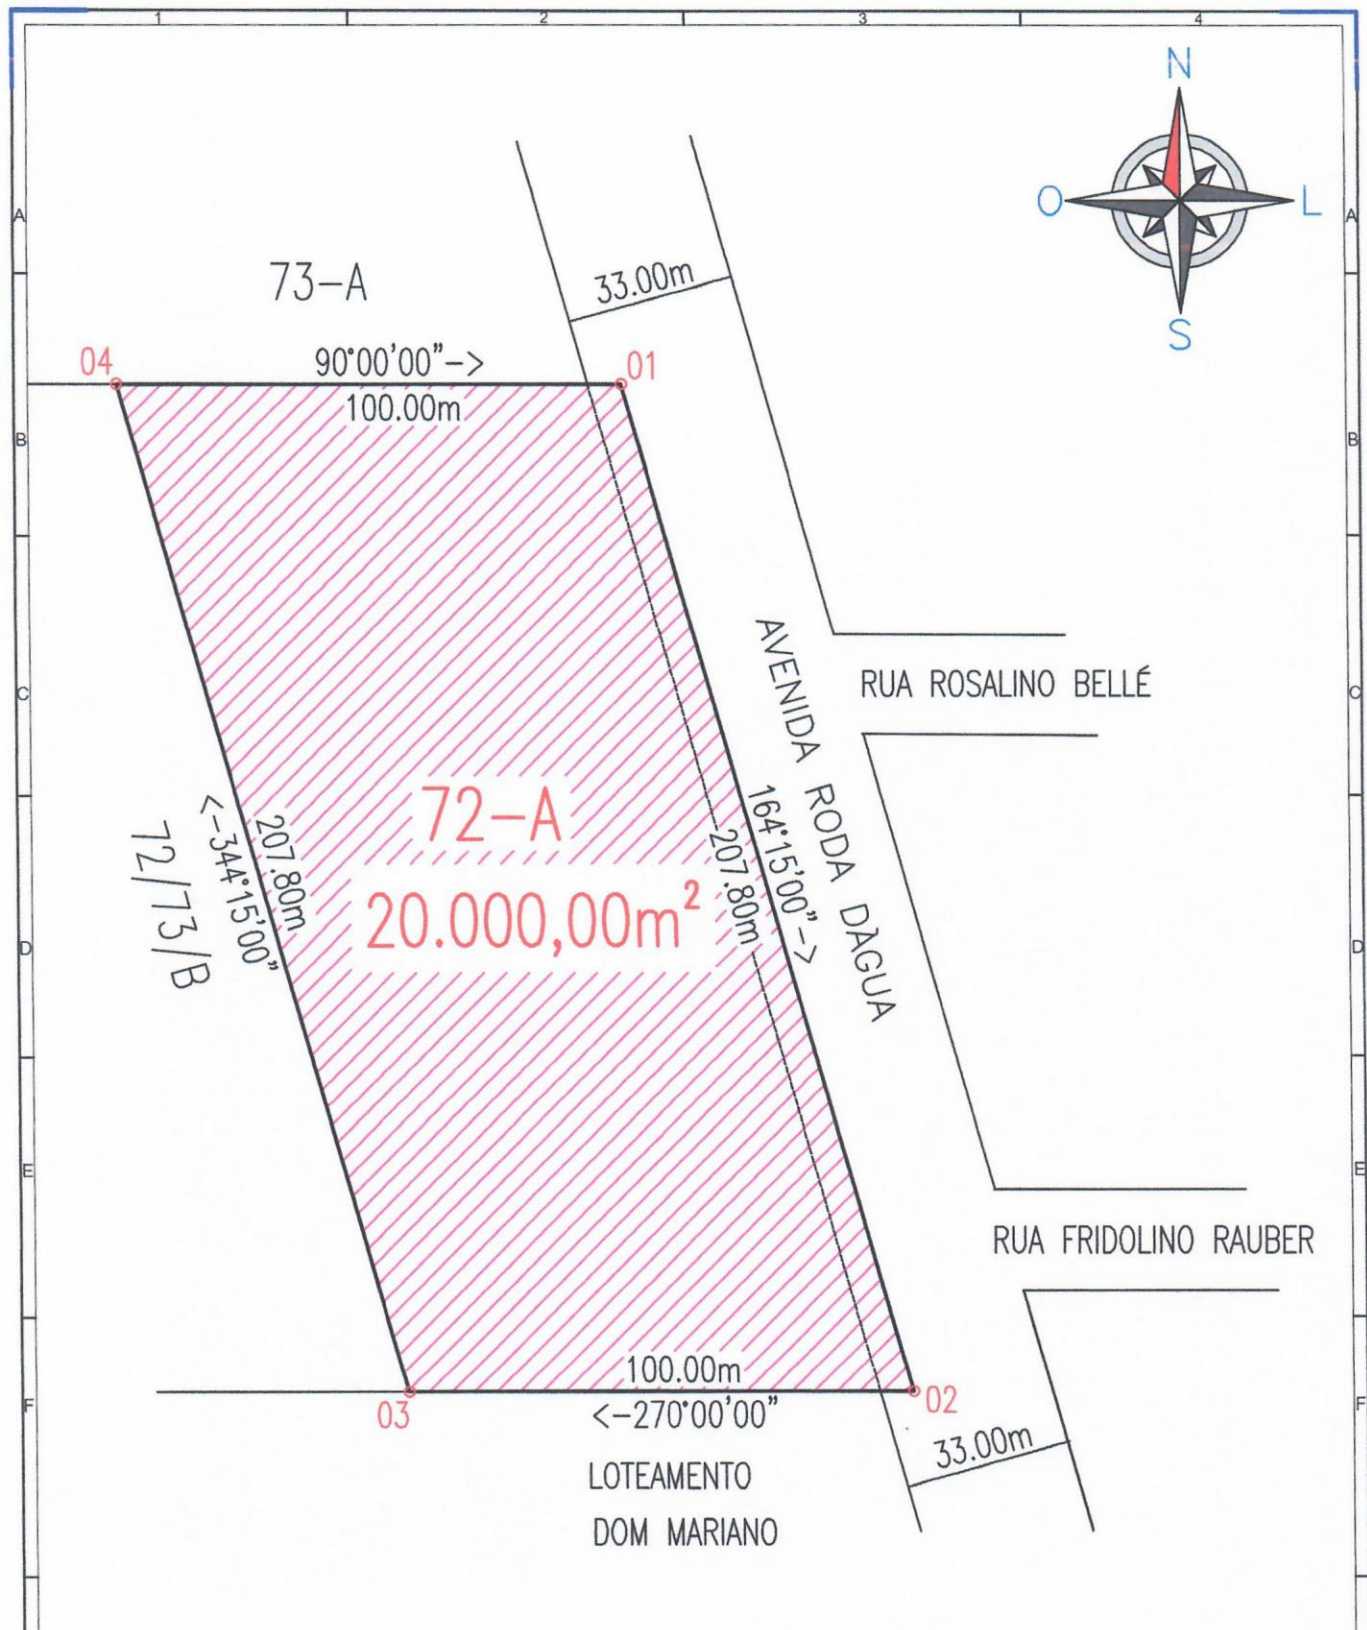 1 2 3 4
N
O L
S
A A
73-A
33.00m
04 90°00'00"-> 01
100.00m
B B
AVENIDA RODA DÀGUA
RUA ROSALINO BELLÉ
C C
72-A
20.000,00m²
164°15'00"->
207.80m
207.80m
<-344°15'00"
72/73/B
D D
E E
RUA FRIDOLINO RAUBER
100.00m
03 <-270°00'00" 02
F F
33.00m
LOTEAMENTO
DOM MARIANO